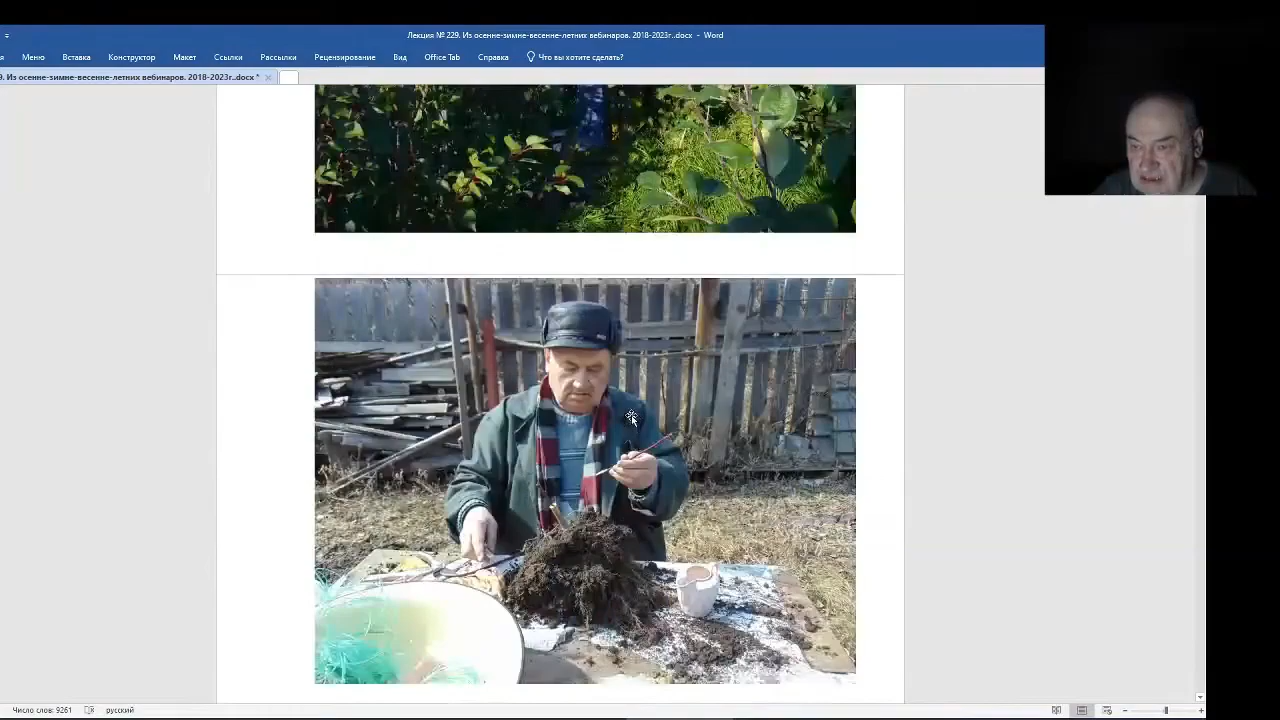 Лекция № 229. Из осенне-зимне-весенне-летних вебинаров. 2018-2023г..docx - Word
Меню Вставка Конструктор Макет Ссылки Рассылки Рецензирование Вид Office Tab Справка Что вы хотите сделать?
9. Из осенне-зимне-весенне-летних вебинаров. 2018-2023г..docx *
Число слов: 9261 русский